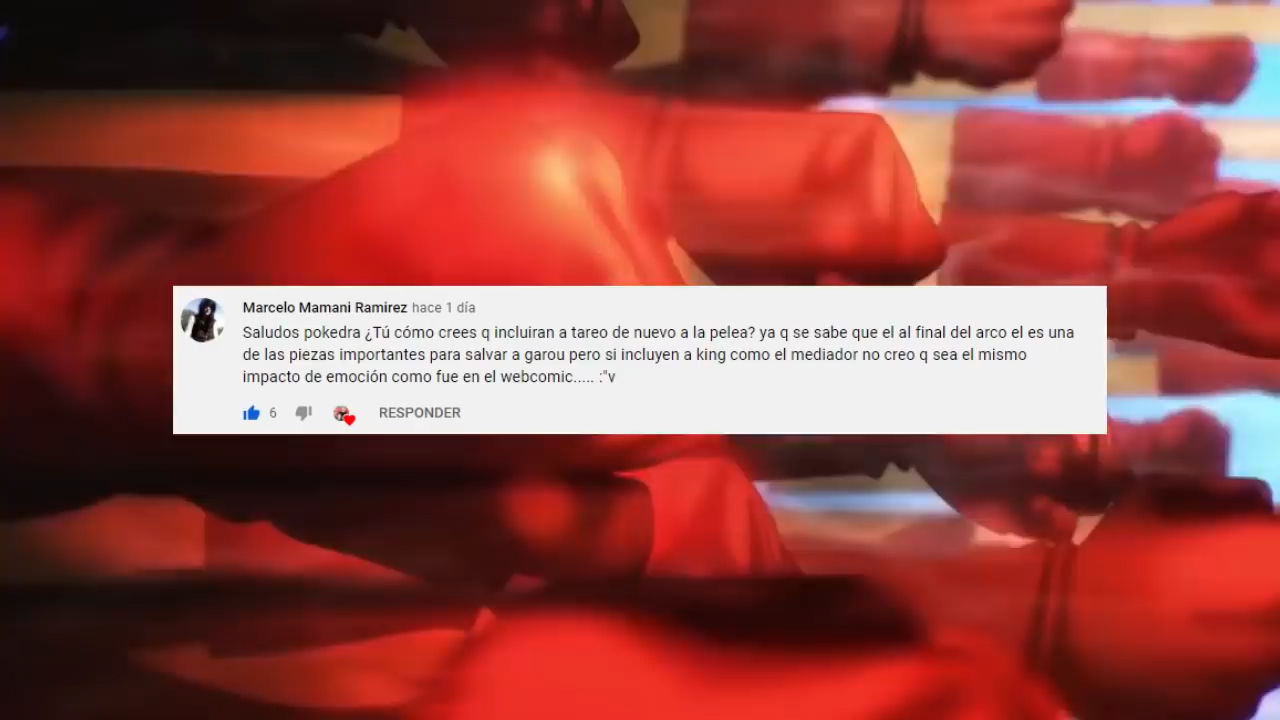 Marcelo Mamani Ramirez hace 1 día
Saludos pokedra ¿Tú cómo crees q incluiran a tareo de nuevo a la pelea? ya q se sabe que el al final del arco el es una
de las piezas importantes para salvar a garou pero si incluyen a king como el mediador no creo q sea el mismo
impacto de emoción como fue en el webcomic..... :"v
6 RESPONDER